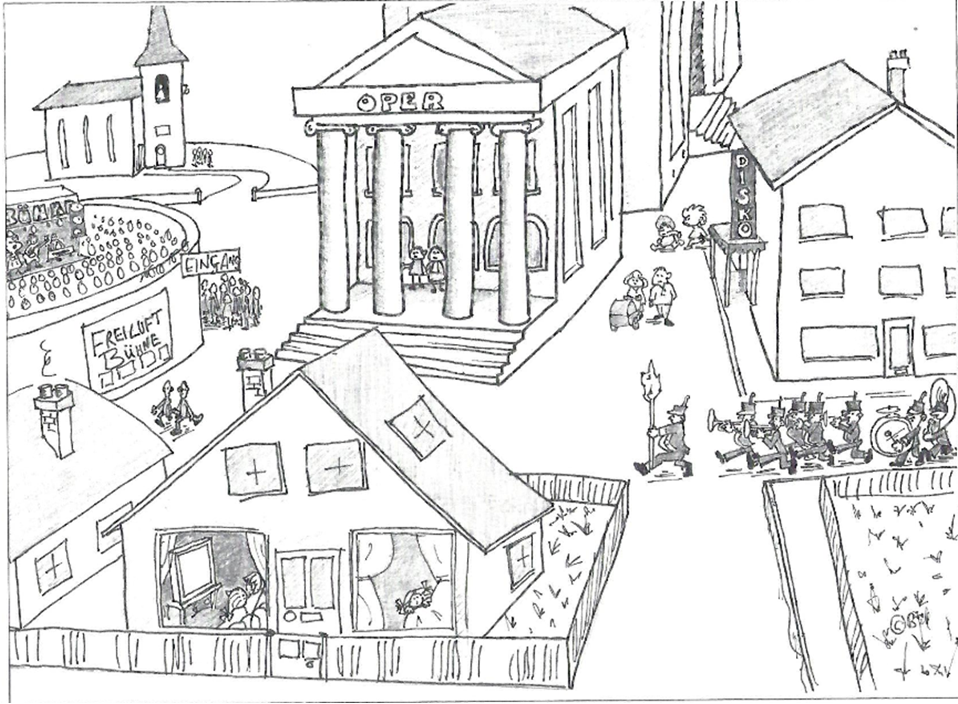 OPER
DISKO
BÜHNE
EINGANG
FREILUFT
BÜHNE